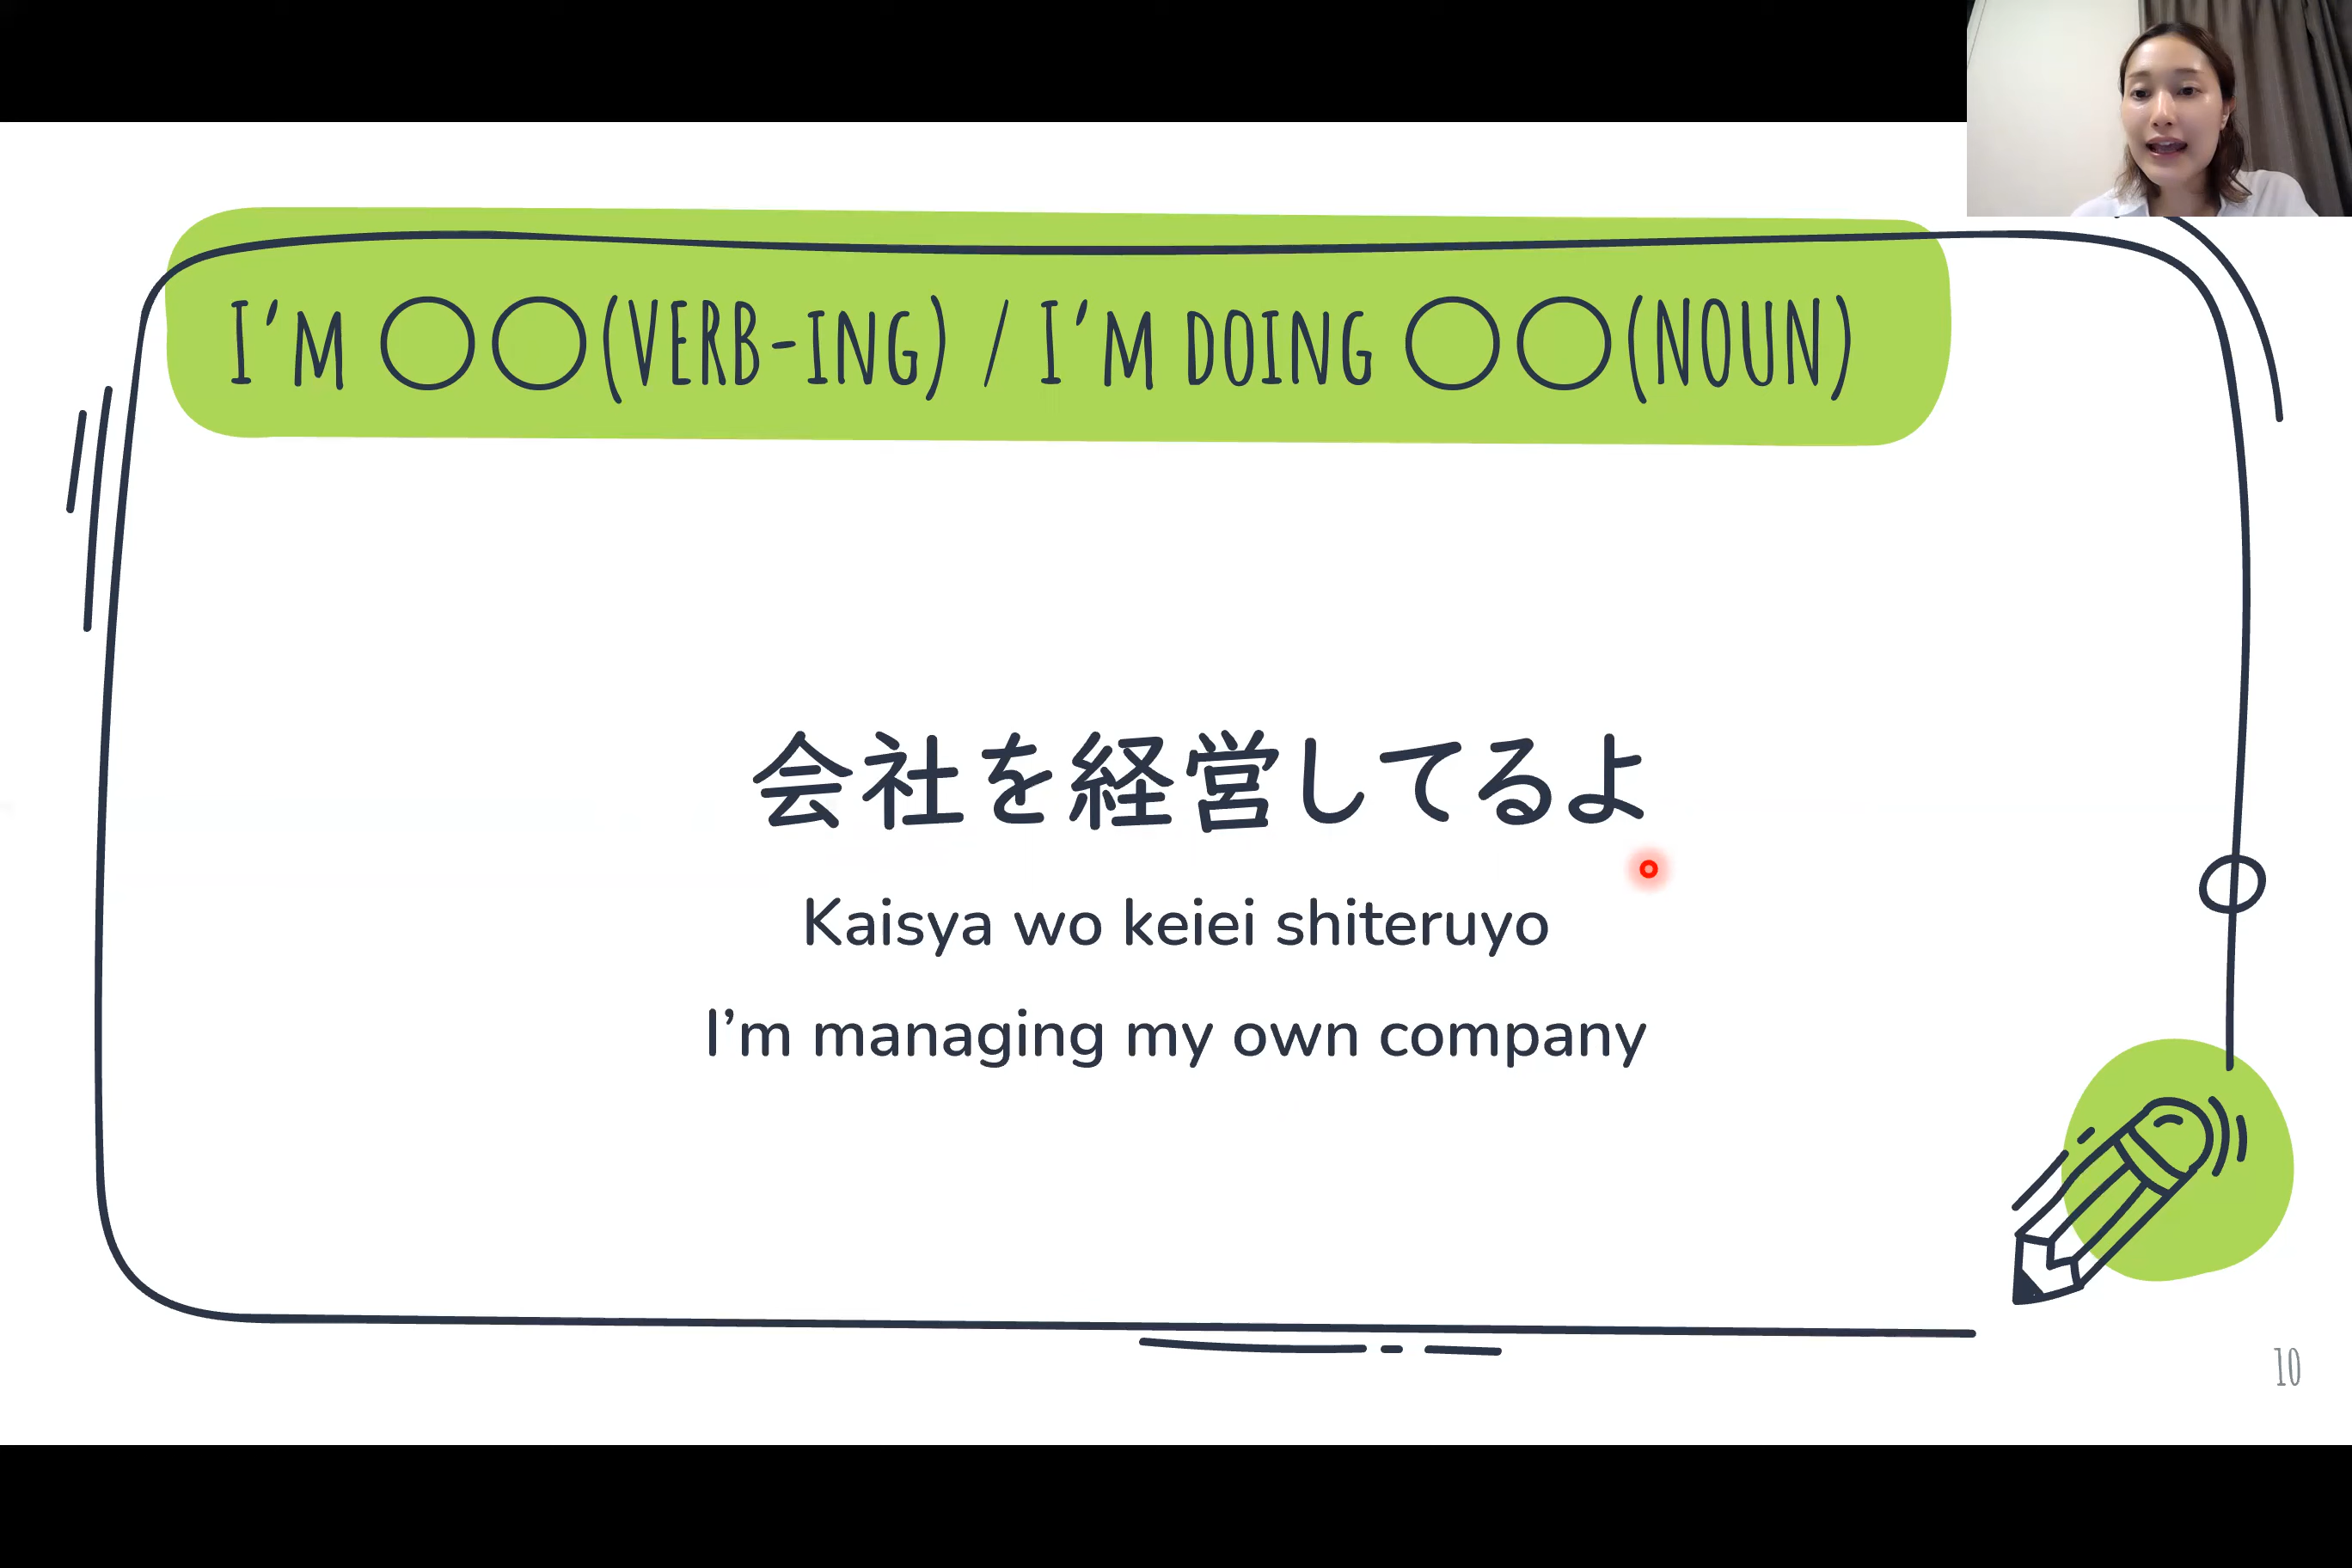 I'M ○○(VERB-ING) / I'M DOING ○○(NOUN)
会社を経営してるよ
Kaisya wo keiei shiteruyo
I'm managing my own company
10